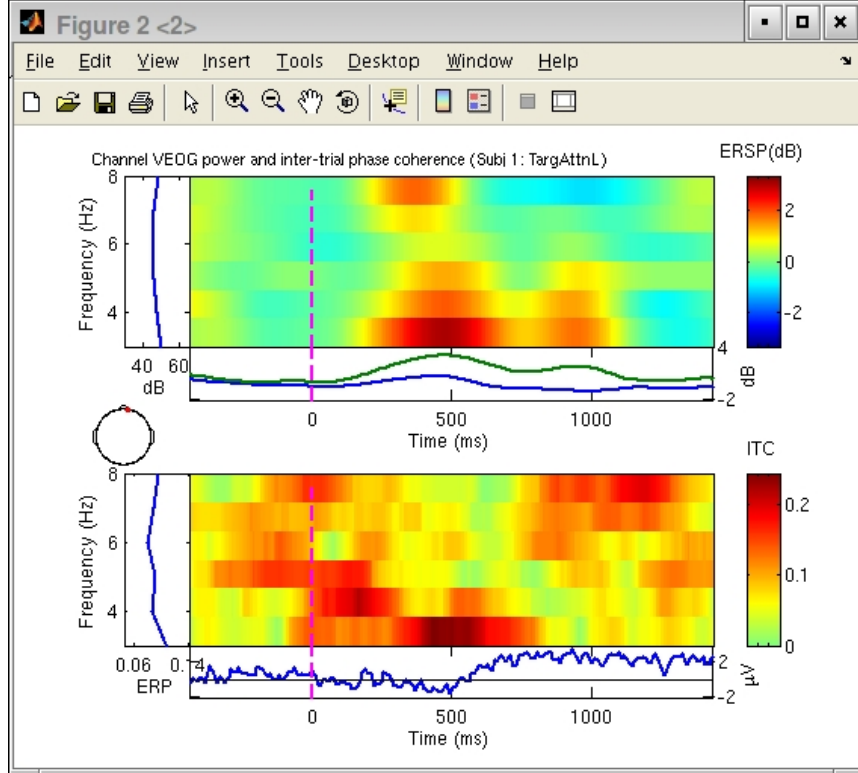 Figure 2 <2>
File Edit View Insert Tools Desktop Window Help
Channel VEOG power and inter-trial phase coherence (Subj 1: TargAttnL)
ERSP(dB)
8
6
4
Frequency (Hz)
2
0
-2
40 60
dB
4
-2
dB
0 500 1000
Time (ms)
ITC
8
6
4
Frequency (Hz)
0.2
0.1
0
0.06 0.14
ERP
2
-2
µV
0 500 1000
Time (ms)